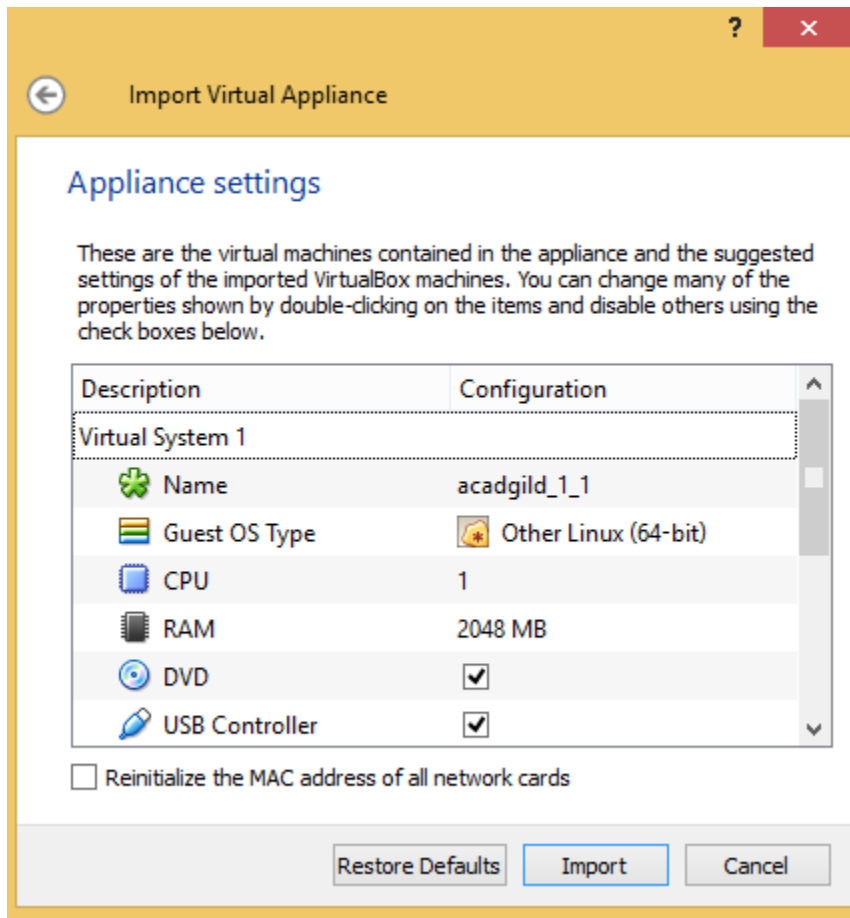 ?
Import Virtual Appliance
Appliance settings
These are the virtual machines contained in the appliance and the suggested
settings of the imported VirtualBox machines. You can change many of the
properties shown by double-clicking on the items and disable others using the
check boxes below.
Description Configuration
Virtual System 1
Name acadgild_1_1
Guest OS Type Other Linux (64-bit)
CPU 1
RAM 2048 MB
DVD
USB Controller
Reinitialize the MAC address of all network cards
Restore Defaults Import Cancel